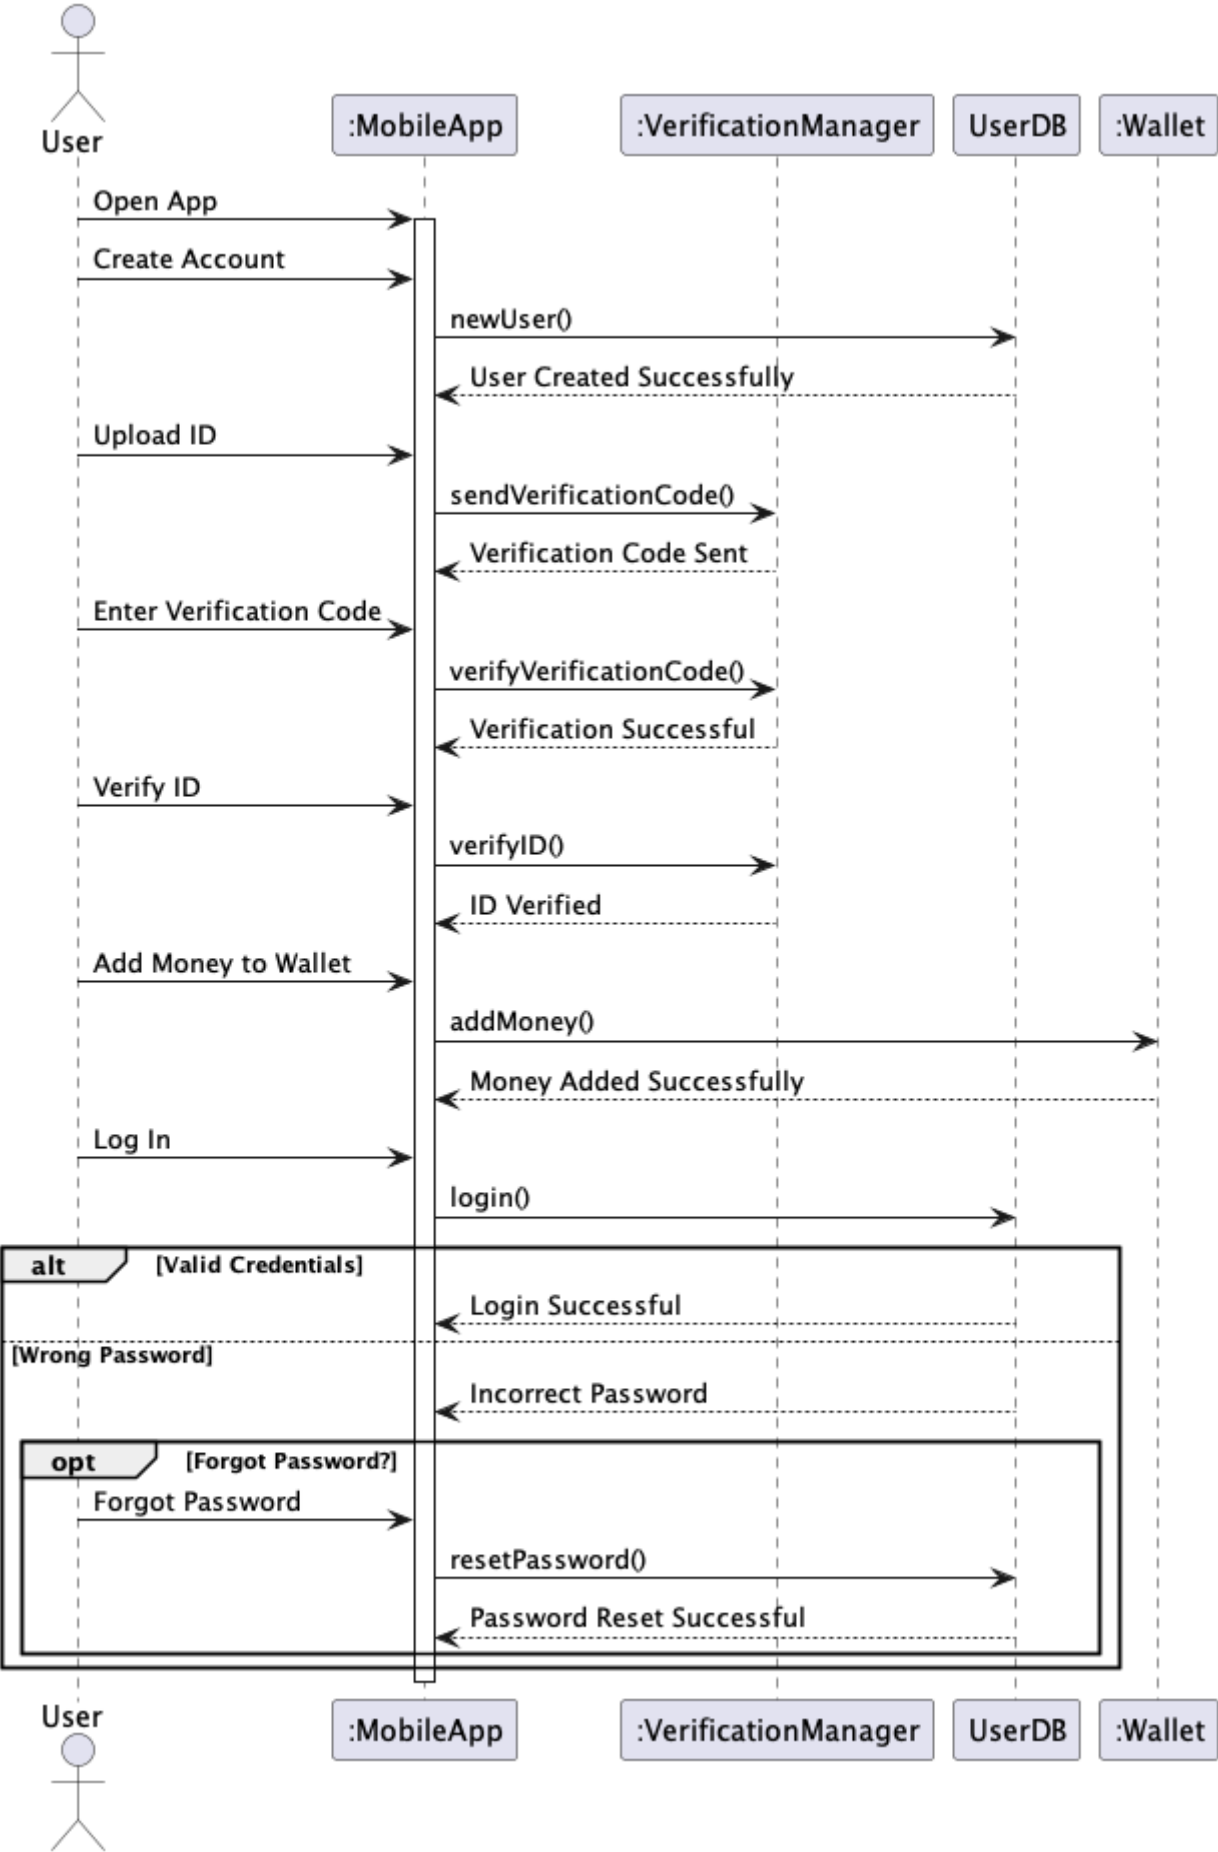 User
:MobileApp
:VerificationManager
UserDB
:Wallet
Open App
Create Account
newUser()
User Created Successfully
Upload ID
sendVerificationCode()
Verification Code Sent
Enter Verification Code
verifyVerificationCode()
Verification Successful
Verify ID
verifyID()
ID Verified
Add Money to Wallet
addMoney()
Money Added Successfully
Log In
login()
alt [Valid Credentials]
Login Successful
[Wrong Password]
Incorrect Password
opt [Forgot Password?]
Forgot Password
resetPassword()
Password Reset Successful
User
:MobileApp
:VerificationManager
UserDB
:Wallet